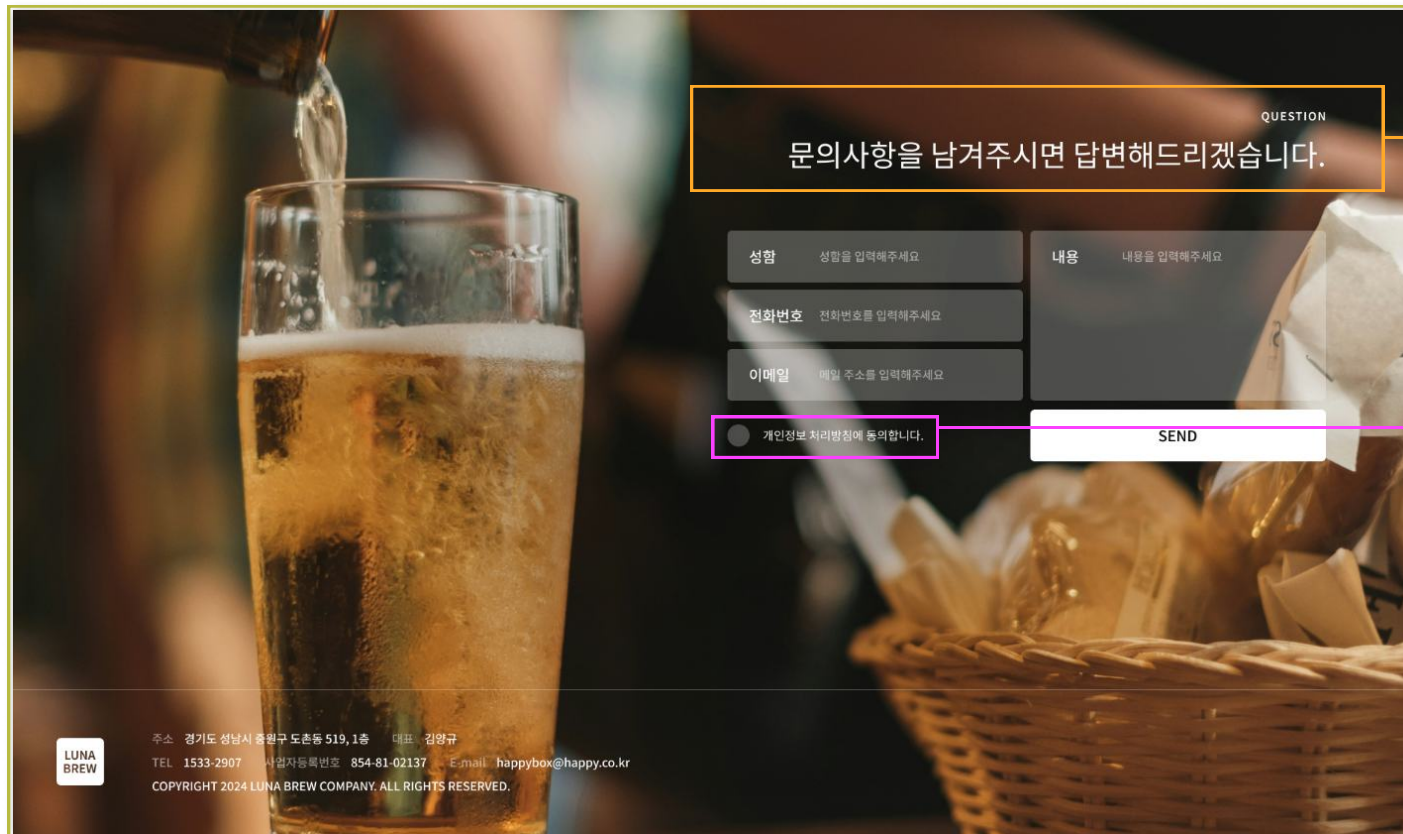 QUESTION
문의사항을 남겨주시면 답변해드리겠습니다.
성함 성함을 입력해주세요
전화번호 전화번호를 입력해주세요
이메일 메일 주소를 입력해주세요
내용 내용을 입력해주세요
개인정보 처리방침에 동의합니다.
SEND
LUNA
BREW
주소 경기도 성남시 중원구 도촌동 519, 1층 대표 김양규
TEL 1533-2907 사업자등록번호 854-81-02137 E-mail happybox@happy.co.kr
COPYRIGHT 2024 LUNA BREW COMPANY. ALL RIGHTS RESERVED.